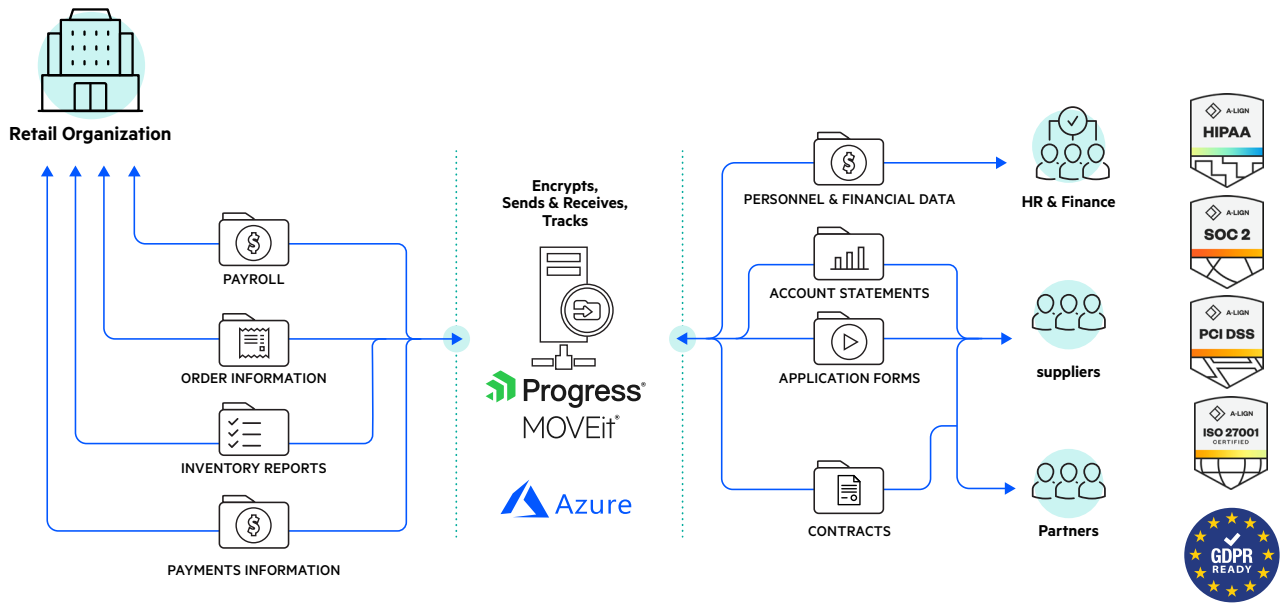 Retail Organization
PAYROLL
ORDER INFORMATION
INVENTORY REPORTS
PAYMENTS INFORMATION
Encrypts,
Sends & Receives,
Tracks
Progress®
MOVEit®
Azure
PERSONNEL & FINANCIAL DATA
ACCOUNT STATEMENTS
APPLICATION FORMS
CONTRACTS
HR & Finance
suppliers
Partners
A-LIGN
HIPAA
A-LIGN
SOC 2
A-LIGN
PCI DSS
A-LIGN
ISO 27001
CERTIFIED
GDPR
READY